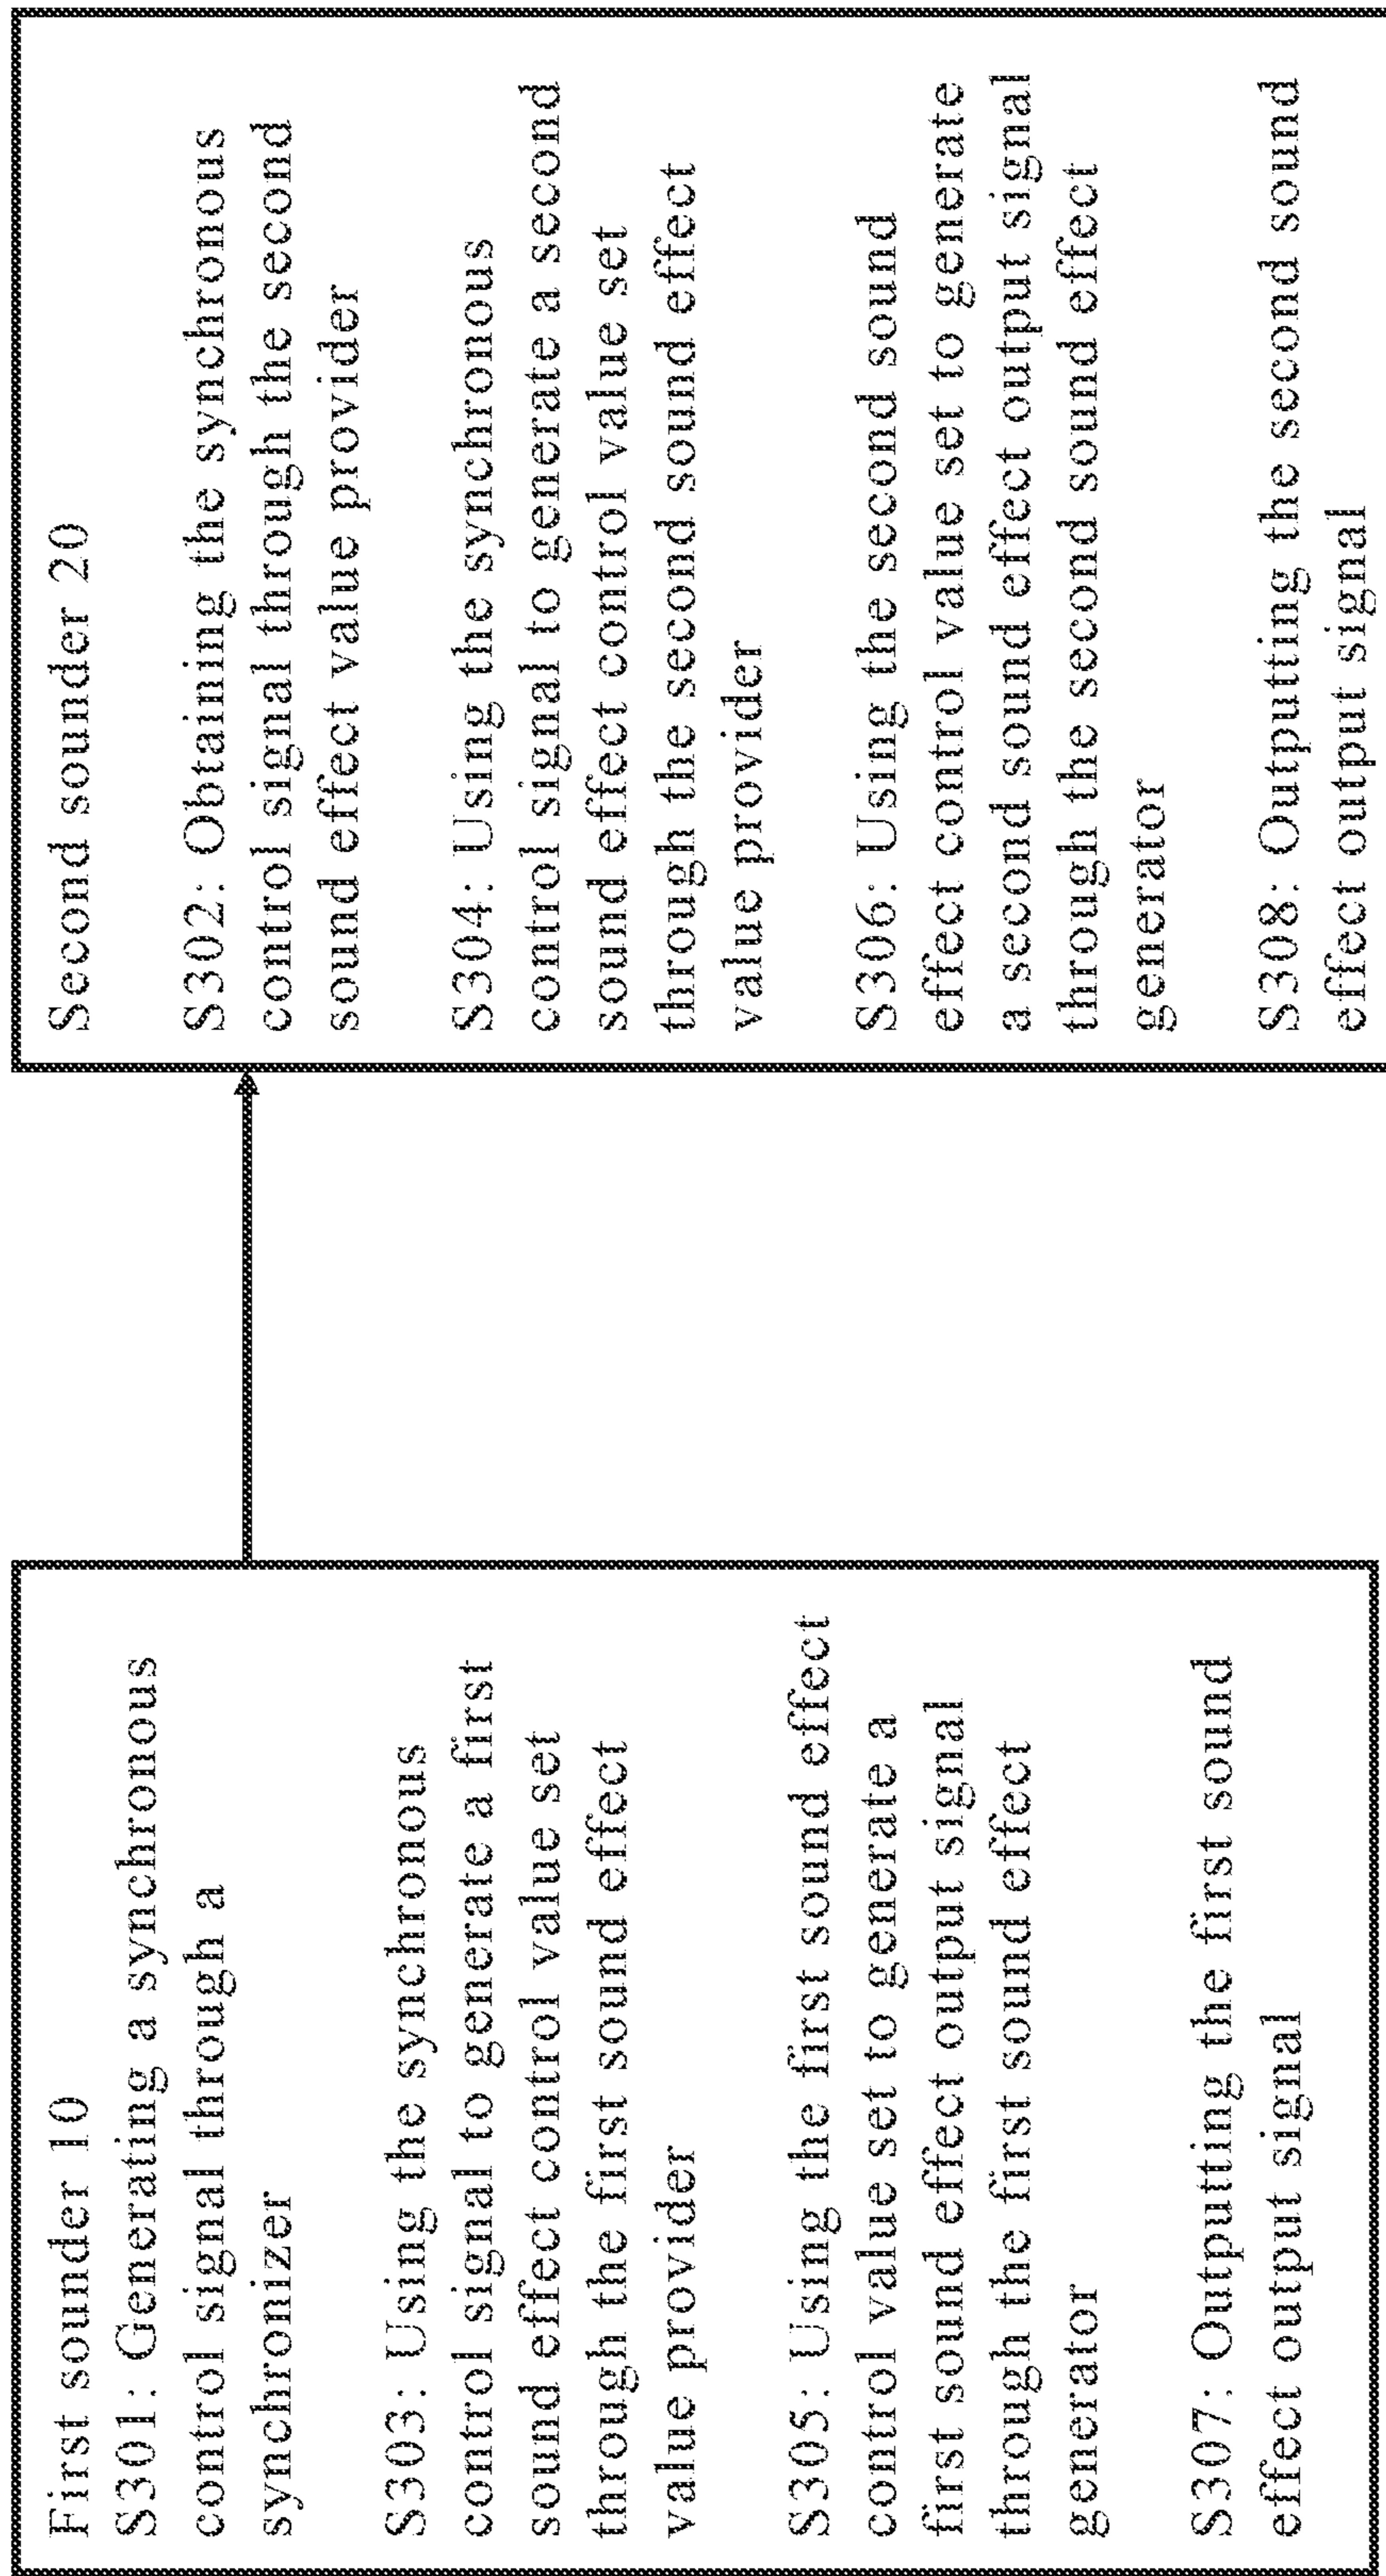 First sounder 10
S301: Generating a synchronous
control signal through a
synchronizer
S303: Using the synchronous
control signal to generate a first
sound effect control value set
through the first sound effect
value provider
S305: Using the first sound effect
control value set to generate a
first sound effect output signal
through the first sound effect
generator
S307: Outputting the first sound
effect output signal
Second sounder 20
S302: Obtaining the synchronous
control signal through the second
sound effect value provider
S304: Using the synchronous
control signal to generate a second
sound effect control value set
through the second sound effect
value provider
S306: Using the second sound
effect control value set to generate
a second sound effect output signal
through the second sound effect
generator
S308: Outputting the second sound
effect output signal